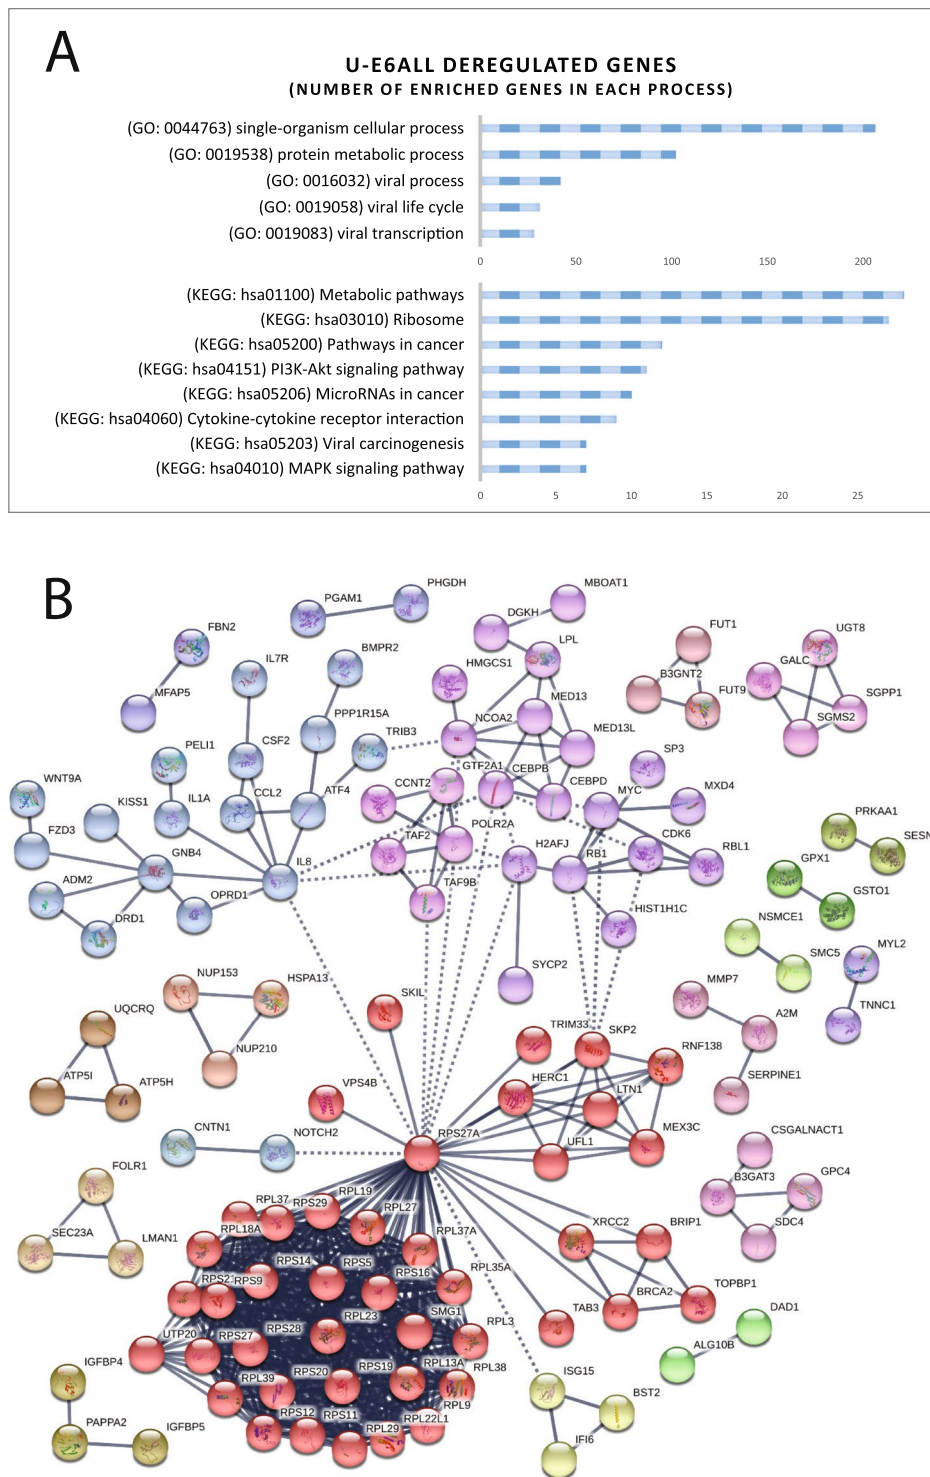 A
U-E6ALL DEREGULATED GENES
(NUMBER OF ENRICHED GENES IN EACH PROCESS)
(GO: 0044763) single-organism cellular process
(GO: 0019538) protein metabolic process
(GO: 0016032) viral process
(GO: 0019058) viral life cycle
(GO: 0019083) viral transcription
0 50 100 150 200
(KEGG: hsa01100) Metabolic pathways
(KEGG: hsa03010) Ribosome
(KEGG: hsa05200) Pathways in cancer
(KEGG: hsa04151) PI3K-Akt signaling pathway
(KEGG: hsa05206) MicroRNAs in cancer
(KEGG: hsa04060) Cytokine-cytokine receptor interaction
(KEGG: hsa05203) Viral carcinogenesis
(KEGG: hsa04010) MAPK signaling pathway
0 5 10 15 20 25
B
PHGDH
MBOAT1
PGAM1
DGKH
FBN2
FUT1
UGT8
BMPR2
LPL
IL7R
HMGCS1
GALC
B3GNT2
MFAP5
MED13
FUT9
SGPP1
PPP1R15A
NCOA2
SGMS2
TRIB3
MED13L
CSF2
PELI1
SP3
GTF2A1
CEBPB
WNT9A
CCNT2
CEBPD
MYC
MXD4
KISS1
IL1A
CCL2
ATF4
PRKAA1
FZD3
TAF2
POLR2A
CDK6
SESN
GNB4
IL8
H2AFJ
RB1
RBL1
GPX1
ADM2
TAF9B
GSTO1
OPRD1
HIST1H1C
DRD1
NSMCE1
SYCP2
SMC5
MYL2
NUP153
HSPA13
MMP7
SKIL
UQCRQ
A2M
TNNC1
TRIM33
SKP2
NUP210
RNF138
ATP5I
ATP5H
VPS4B
HERC1
LTN1
SERPINE1
CNTN1
NOTCH2
RPS27A
UFL1
MEX3C
CSGALNACT1
FOLR1
B3GAT3
GPC4
RPL37
RPS29
RPL19
RPL27
SEC23A
LMAN1
RPL18A
RPL37A
XRCC2
BRIP1
SDC4
RPS14
RPS5
RPS16
RPL35A
RPS9
TAB3
BRCA2
TOPBP1
RPL23
SMG1
RPL3
DAD1
UTP20
RPS27
RPS28
ALG10B
IGFBP4
RPL39
RPS20
RPS19
RPL13A
RPL38
ISG15
RPL9
BST2
PAPPA2
IGFBP5
RPS12
RPS11
RPL29
RPL22L1
IFI6